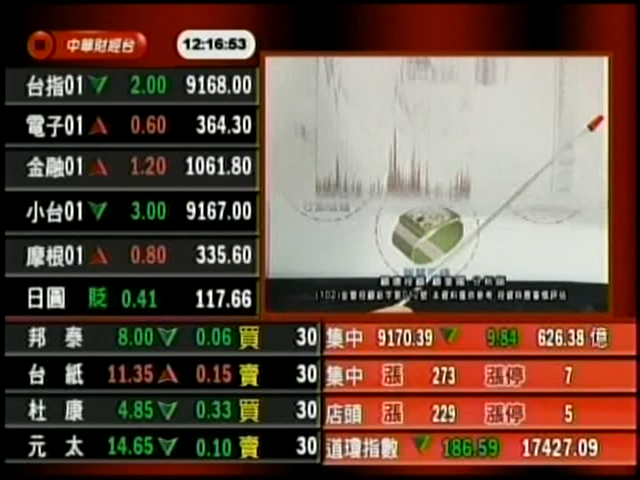 中華財經台 12:16:53
台指01 2.00 9168.00
電子01 0.60 364.30
金融01 1.20 1061.80
小台01 3.00 9167.00
摩根01 0.80 335.60
日圓 貶 0.41 117.66
邦泰 8.00 0.06 買 30
台紙 11.35 0.15 賣 30
杜康 4.85 0.33 買 30
元太 14.65 0.10 賣 30
集中 9170.39 9.84 626.38 億
集中 漲 273 漲停 7
店頭 漲 229 漲停 5
道瓊指數 186.59 17427.09